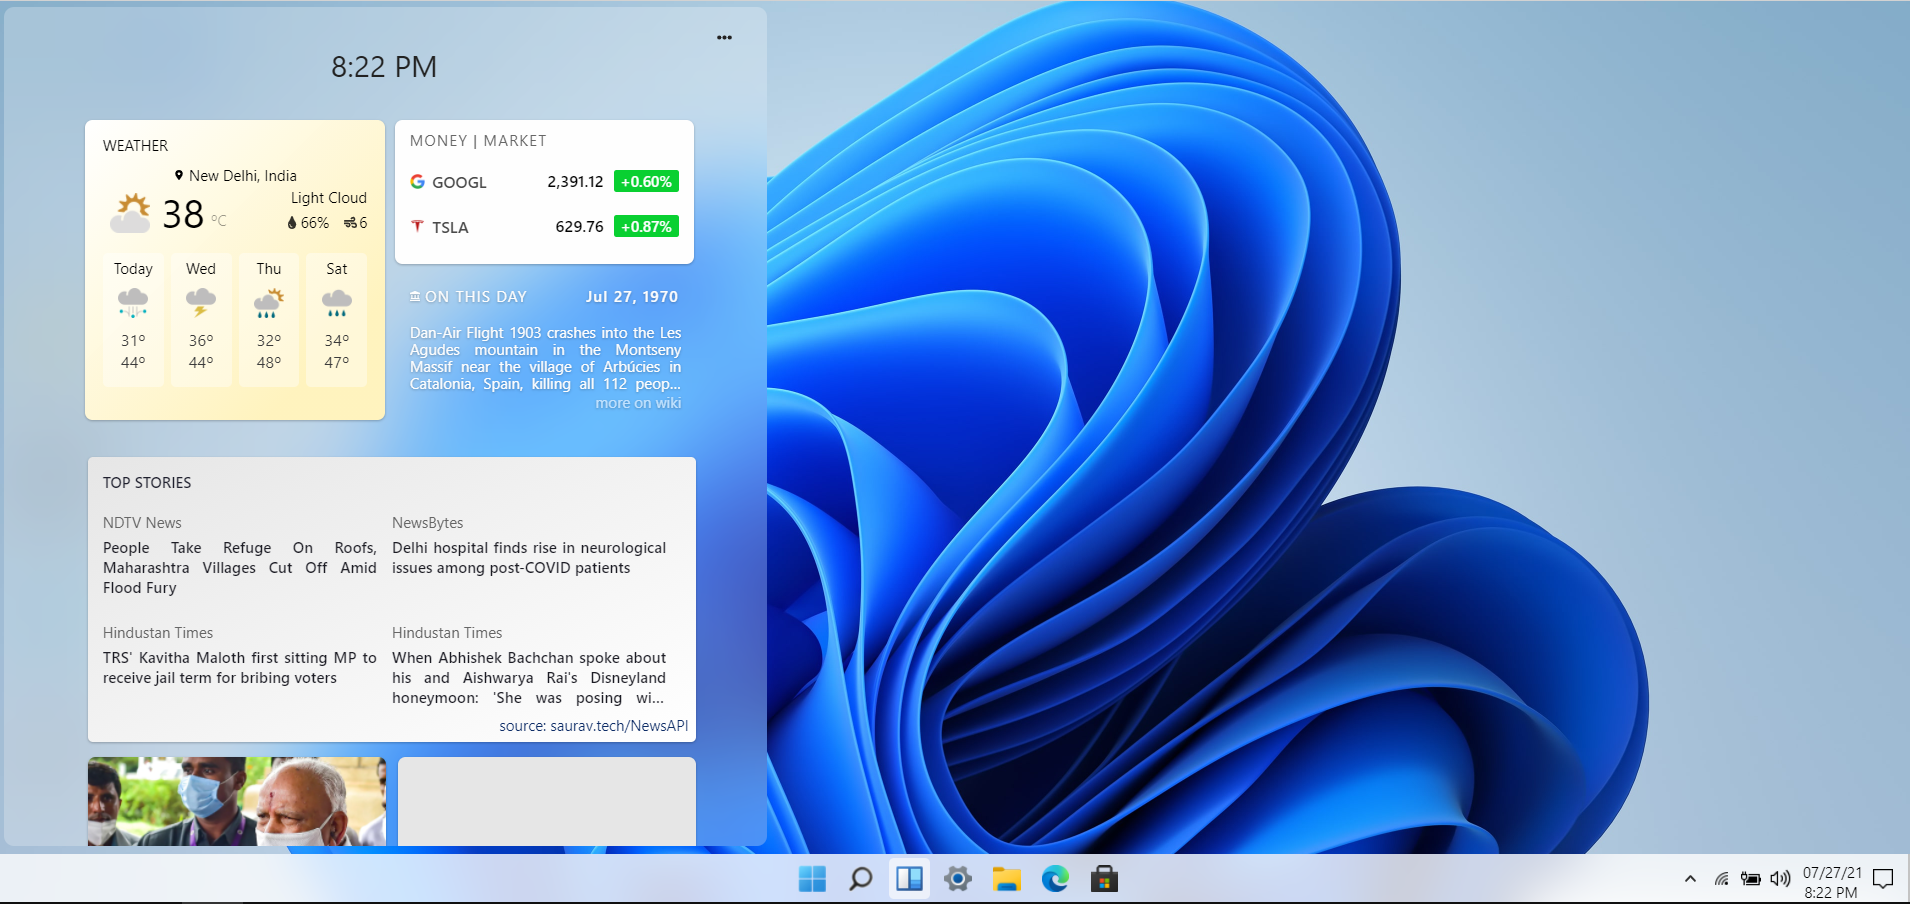 8:22 PM
WEATHER
New Delhi, India
38 °C
Light Cloud
66% 6
Today Wed Thu Sat
31° 36° 32° 34°
44° 44° 48° 47°
MONEY | MARKET
GOOGL 2,391.12 +0.60%
TSLA 629.76 +0.87%
ON THIS DAY Jul 27, 1970
Dan-Air Flight 1903 crashes into the Les
Agudes mountain in the Montseny
Massif near the village of Arbúcies in
Catalonia, Spain, killing all 112 peop...
more on wiki
TOP STORIES
NDTV News
People Take Refuge On Roofs,
Maharashtra Villages Cut Off Amid
Flood Fury
NewsBytes
Delhi hospital finds rise in neurological
issues among post-COVID patients
Hindustan Times
TRS' Kavitha Maloth first sitting MP to
receive jail term for bribing voters
Hindustan Times
When Abhishek Bachchan spoke about
his and Aishwarya Rai's Disneyland
honeymoon: 'She was posing wi...
source: saurav.tech/NewsAPI
07/27/21
8:22 PM